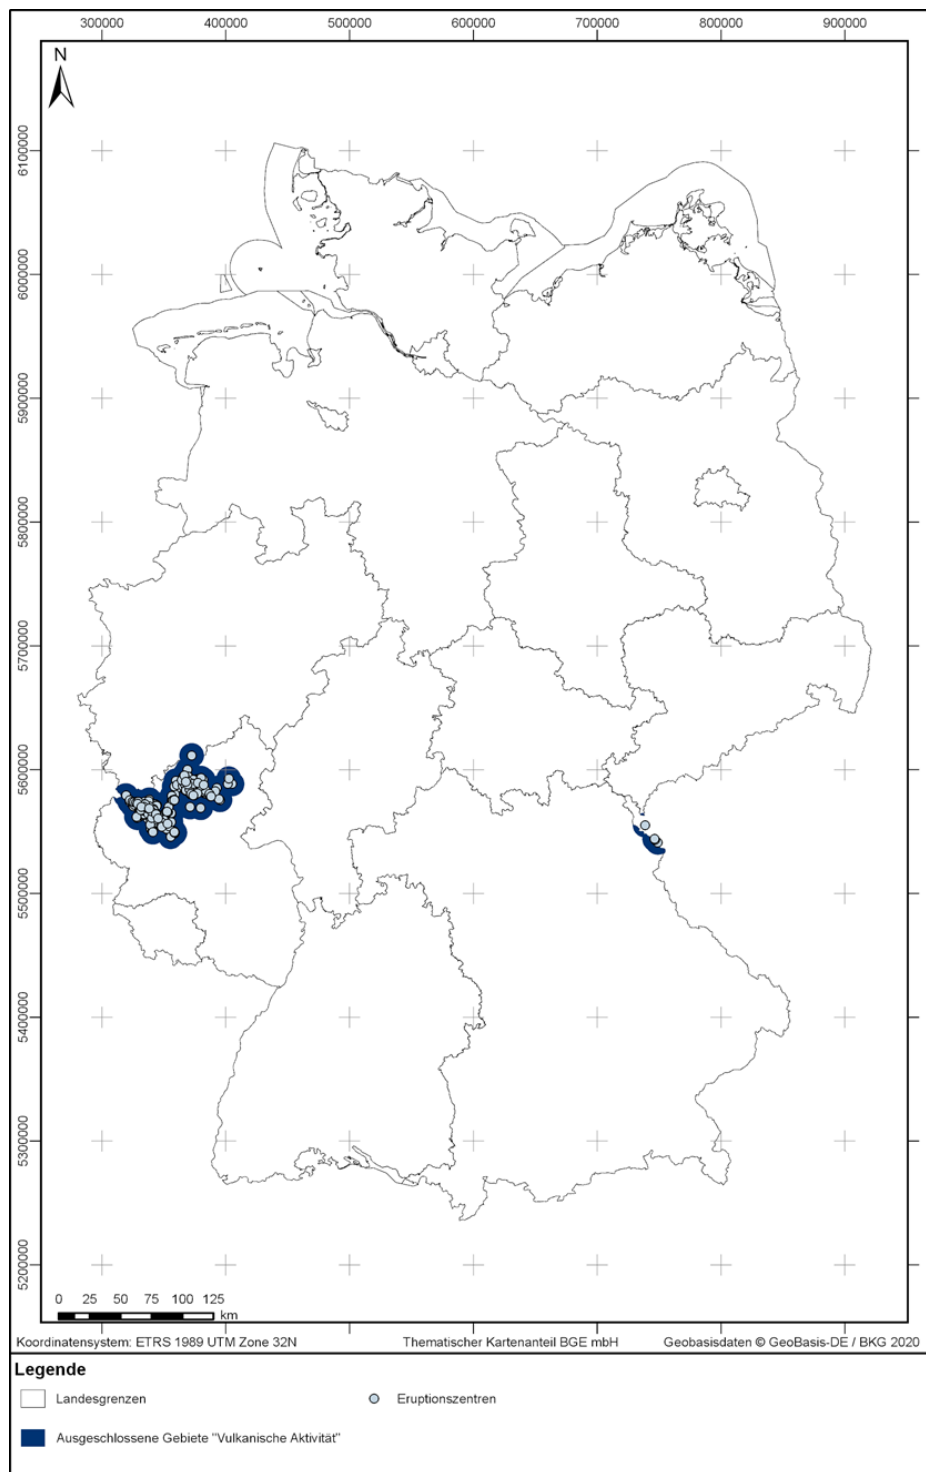 300000 400000 500000 600000 700000 800000 900000
N
6100000
6000000
5900000
5800000
5700000
5600000
5500000
5400000
5300000
5200000
0 25 50 75 100 125
km
Koordinatensystem: ETRS 1989 UTM Zone 32N Thematischer Kartenanteil BGE mbH Geobasisdaten © GeoBasis-DE / BKG 2020
Legende
Landesgrenzen Eruptionszentren
Ausgeschlossene Gebiete "Vulkanische Aktivität"